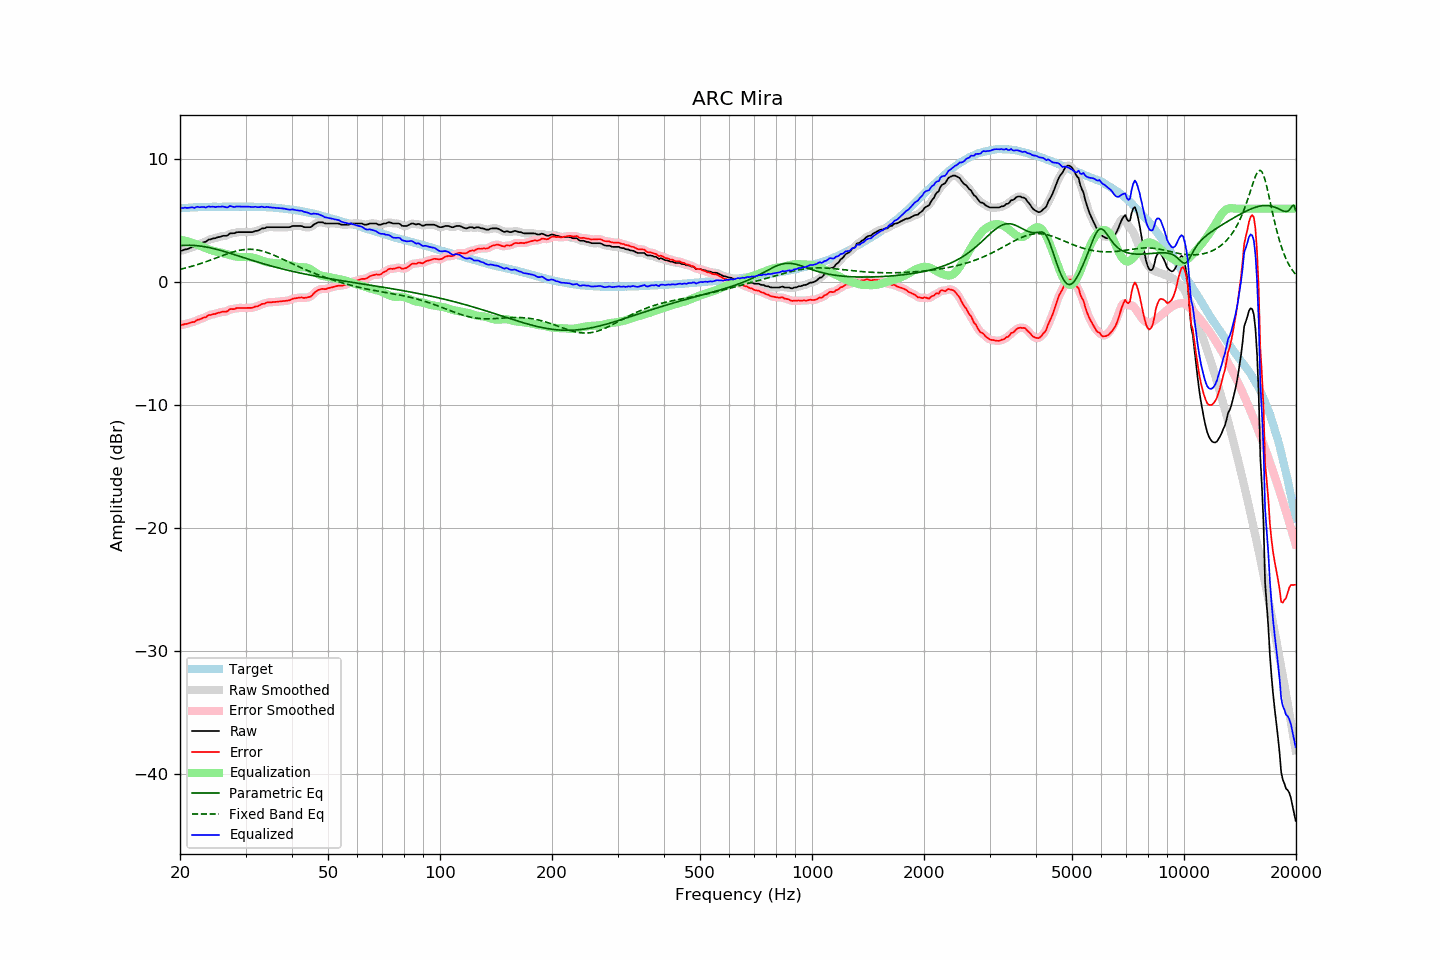 ARC Mira
Amplitude (dBr)
10
0
−10
−20
−30
−40
Target
Raw Smoothed
Error Smoothed
Raw
Error
Equalization
Parametric Eq
Fixed Band Eq
Equalized
20 50 100 200 500 1000 2000 5000 10000 20000
Frequency (Hz)